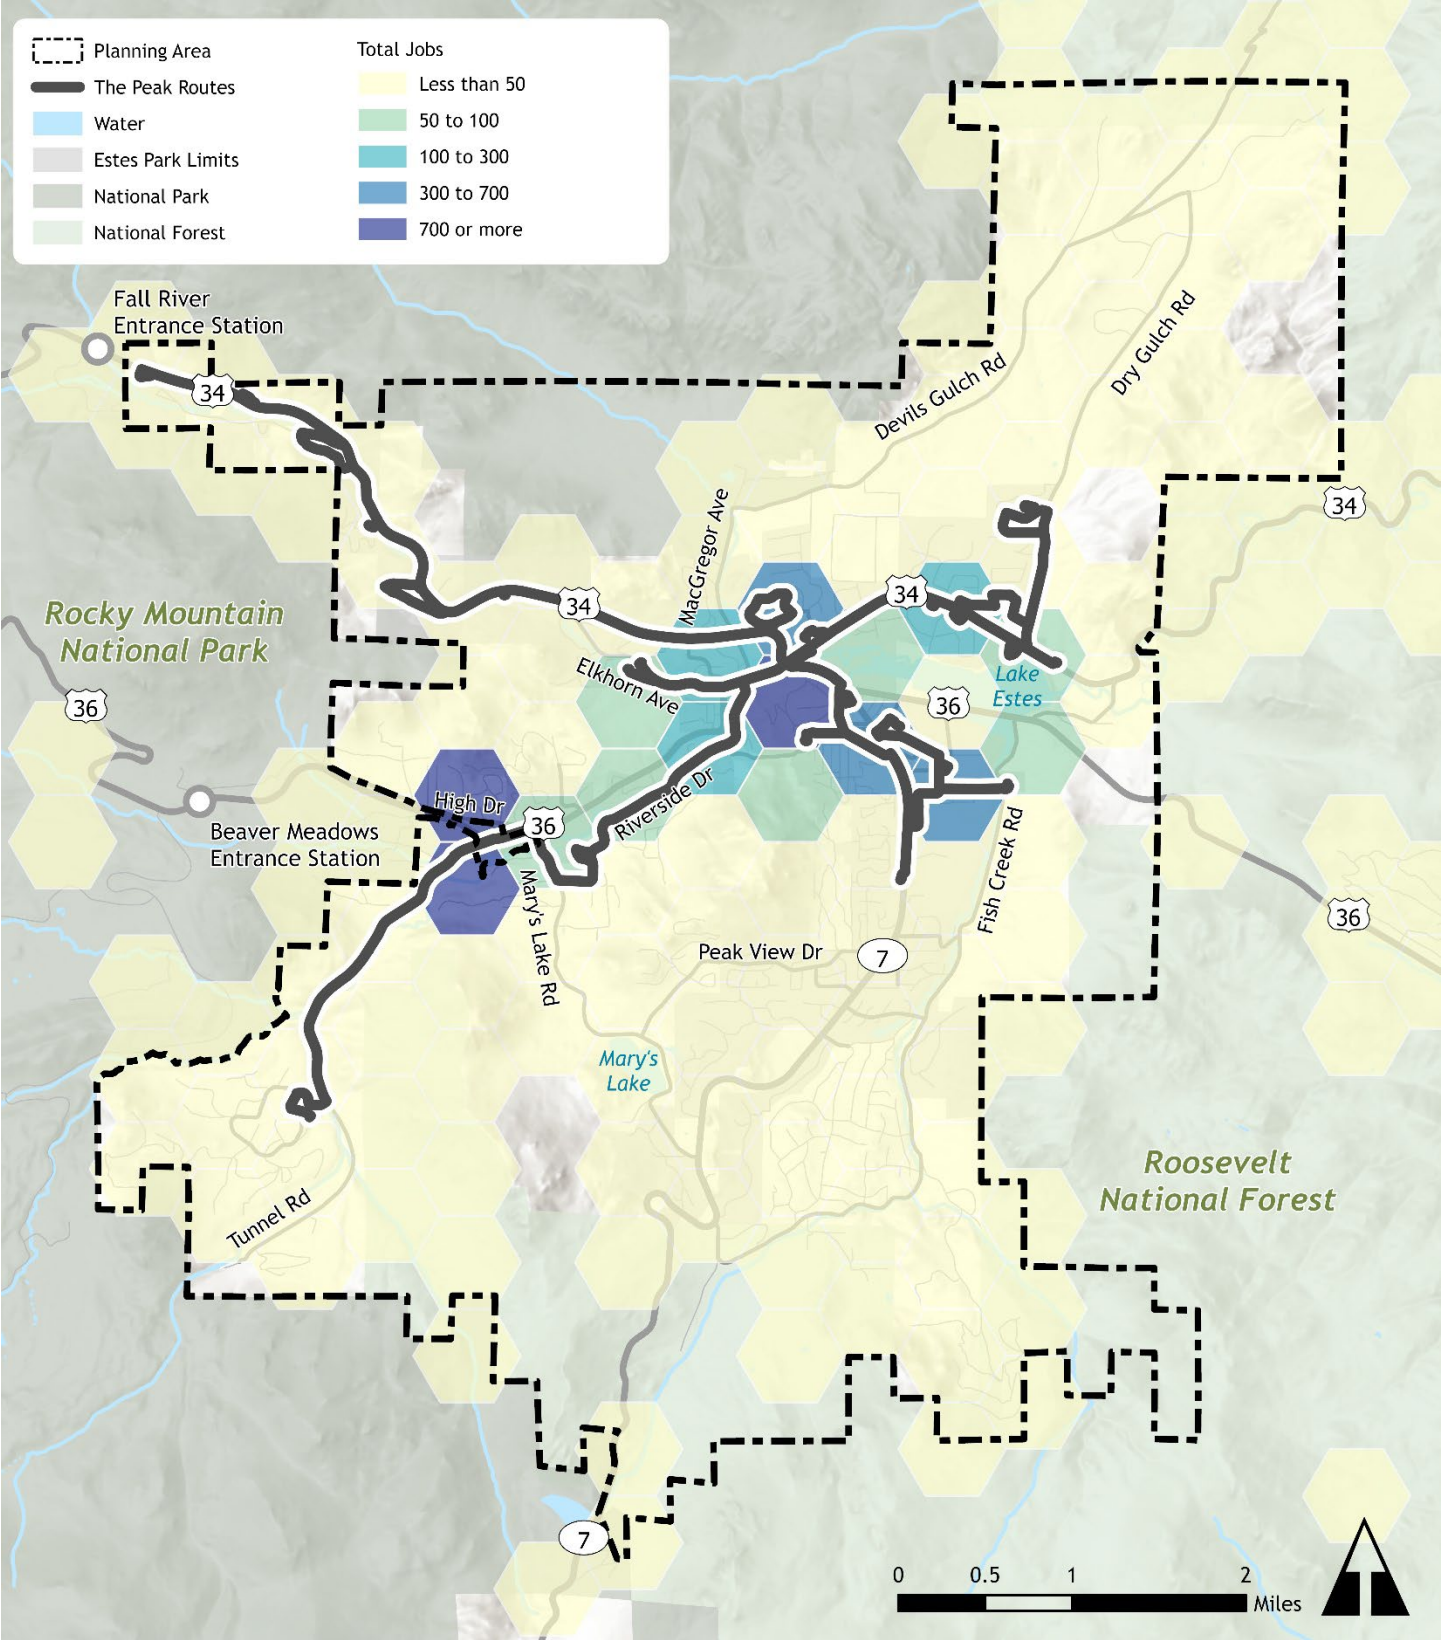 Planning Area
The Peak Routes
Water
Estes Park Limits
National Park
National Forest
Total Jobs
Less than 50
50 to 100
100 to 300
300 to 700
700 or more
Fall River
Entrance Station
34
Devils Gulch Rd
Dry Gulch Rd
34
MacGregor Ave
34
34
Rocky Mountain
National Park
36
Elkhorn Ave
Lake
Estes
36
High Dr
36
Riverside Dr
Beaver Meadows
Entrance Station
Mary's Lake Rd
Fish Creek Rd
36
Peak View Dr
7
Mary's
Lake
Roosevelt
National Forest
Tunnel Rd
7
0
0.5
1
2
Miles